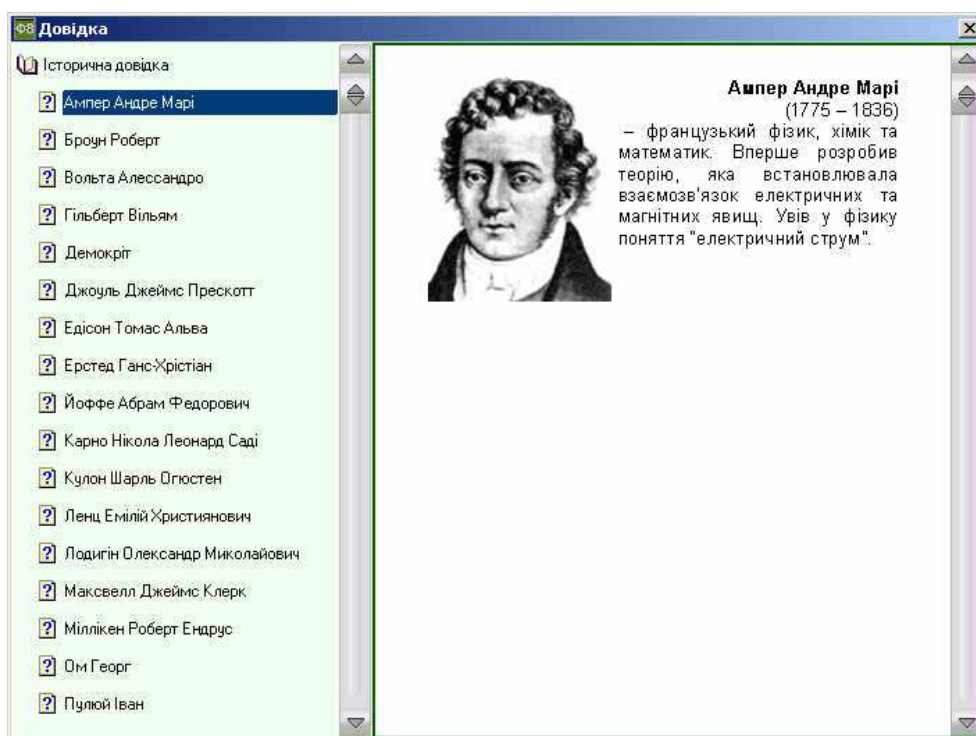 Ф8 Довідка
Історична довідка
Ампер Андре Марі
Броун Роберт
Вольта Алессандро
Гільберт Вільям
Демокріт
Джоуль Джеймс Прескотт
Едісон Томас Альва
Ерстед Ганс-Хрістіан
Йоффе Абрам Федорович
Карно Нікола Леонард Саді
Кулон Шарль Огюстен
Ленц Емілій Християнович
Лодигін Олександр Миколайович
Максвелл Джеймс Клерк
Міллікен Роберт Ендрус
Ом Георг
Пулюй Іван
Ампер Андре Марі
(1775 – 1836)
– французький фізик, хімік та
математик. Вперше розробив
теорію, яка встановлювала
взаємозв'язок електричних та
магнітних явищ. Увів у фізику
поняття "електричний струм".